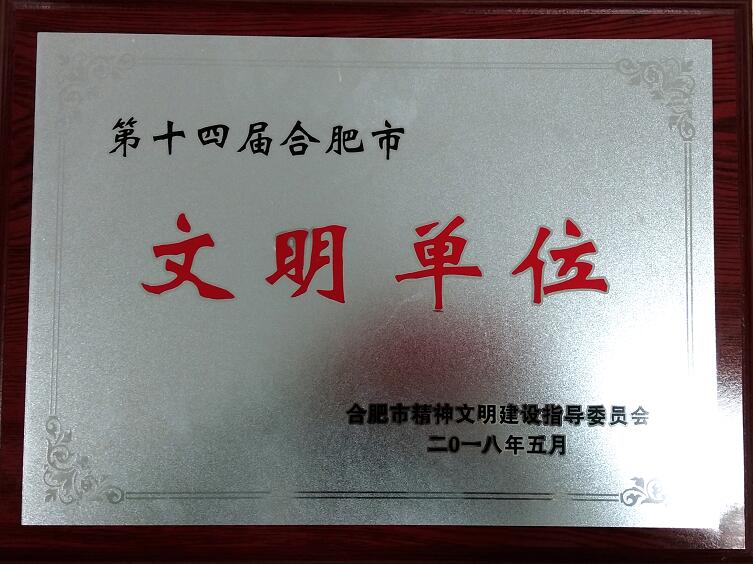 第十四届合肥市
文明单位
合肥市精神文明建设指导委员会
二0一八年五月